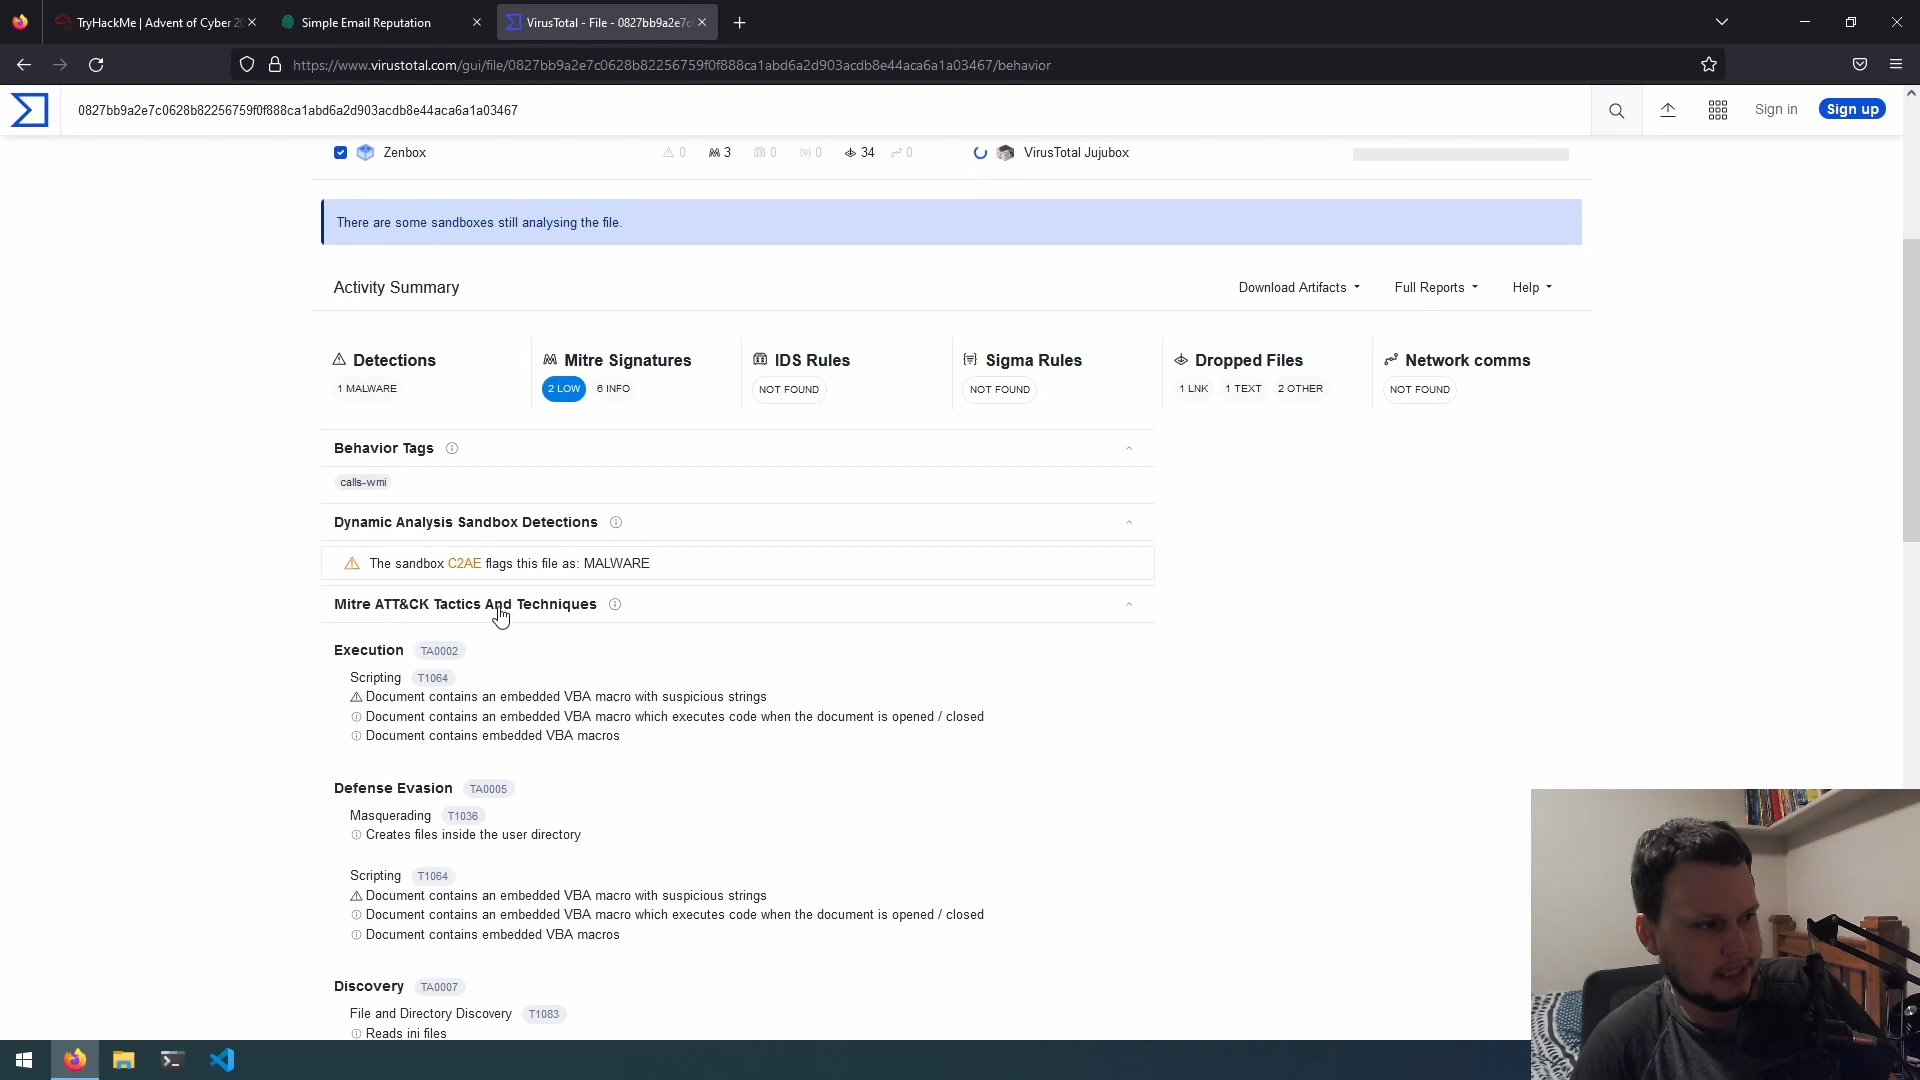 TryHackMe | Advent of Cyber 20
Simple Email Reputation
VirusTotal - File - 0827bb9a2e7c
https://www.virustotal.com/gui/file/0827bb9a2e7c0628b82256759f0f888ca1abd6a2d903acdb8e44aca6a1a03467/behavior
0827bb9a2e7c0628b82256759f0f888ca1abd6a2d903acdb8e44aca6a1a03467
Sign in
Sign up
Zenbox 0 3 0 0 34 0 VirusTotal Jujubox
There are some sandboxes still analysing the file.
Activity Summary
Download Artifacts
Full Reports
Help
Detections
1 MALWARE
Mitre Signatures
2 LOW 6 INFO
IDS Rules
NOT FOUND
Sigma Rules
NOT FOUND
Dropped Files
1 LNK 1 TEXT 2 OTHER
Network comms
NOT FOUND
Behavior Tags
calls-wmi
Dynamic Analysis Sandbox Detections
The sandbox C2AE flags this file as: MALWARE
Mitre ATT&CK Tactics And Techniques
Execution TA0002
Scripting T1064
Document contains an embedded VBA macro with suspicious strings
Document contains an embedded VBA macro which executes code when the document is opened / closed
Document contains embedded VBA macros
Defense Evasion TA0005
Masquerading T1036
Creates files inside the user directory
Scripting T1064
Document contains an embedded VBA macro with suspicious strings
Document contains an embedded VBA macro which executes code when the document is opened / closed
Document contains embedded VBA macros
Discovery TA0007
File and Directory Discovery T1083
Reads ini files